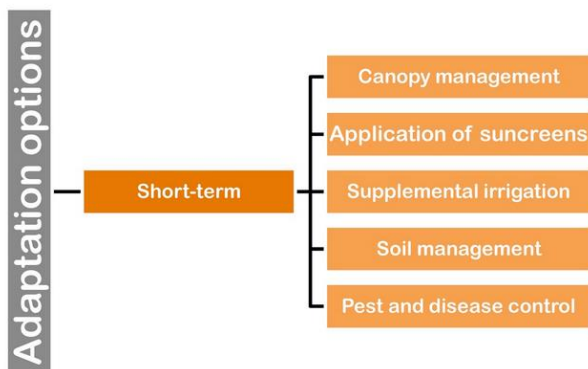 Adaptation options
Short-term
Canopy management
Application of suncreens
Supplemental irrigation
Soil management
Pest and disease control